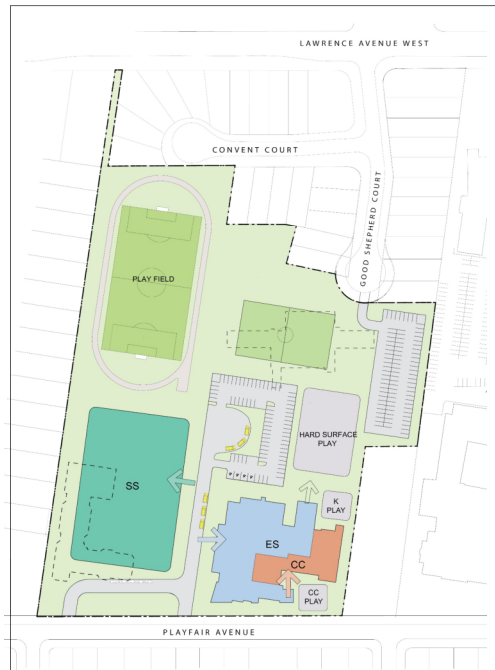 LAWRENCE AVENUE WEST
CONVENT COURT
GOOD SHEPHERD COURT
PLAY FIELD
HARD SURFACE
PLAY
SS
K
PLAY
ES
CC
CC
PLAY
PLAYFAIR AVENUE